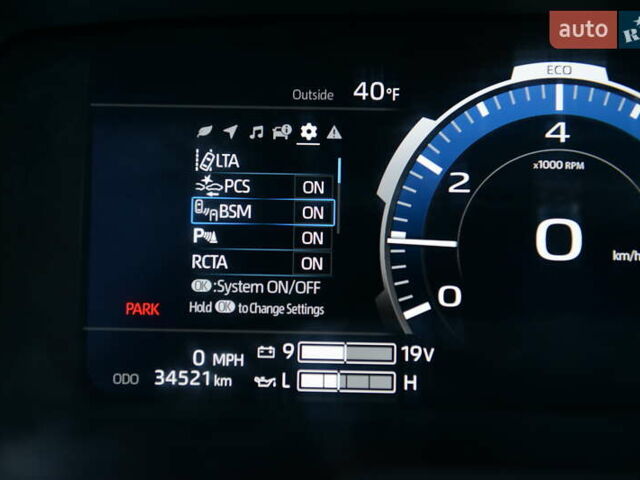 auto
R
Outside 40°F
ECO
4
x1000 RPM
2
0
0
km/h
LTA
PCS ON
BSM ON
P ON
RCTA ON
OK :System ON/OFF
Hold OK to Change Settings
PARK
0 MPH
ODO 34521 km
9 19V
L H